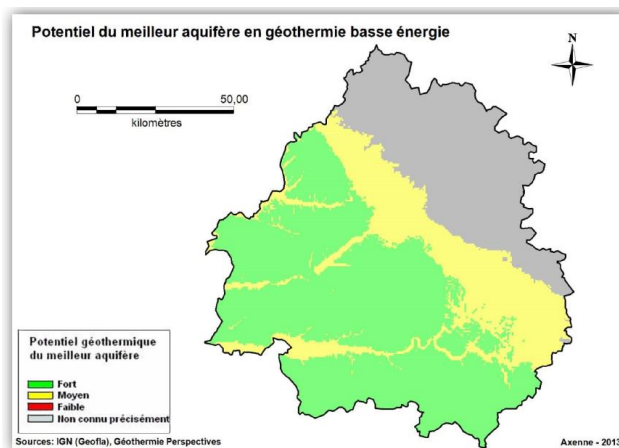 Potentiel du meilleur aquifère en géothermie basse énergie
N
0 50,00
kilomètres
Potentiel géothermique
du meilleur aquifère
Fort
Moyen
Faible
Non connu précisément
Sources: IGN (Geofla), Géothermie Perspectives
Axenne - 2013